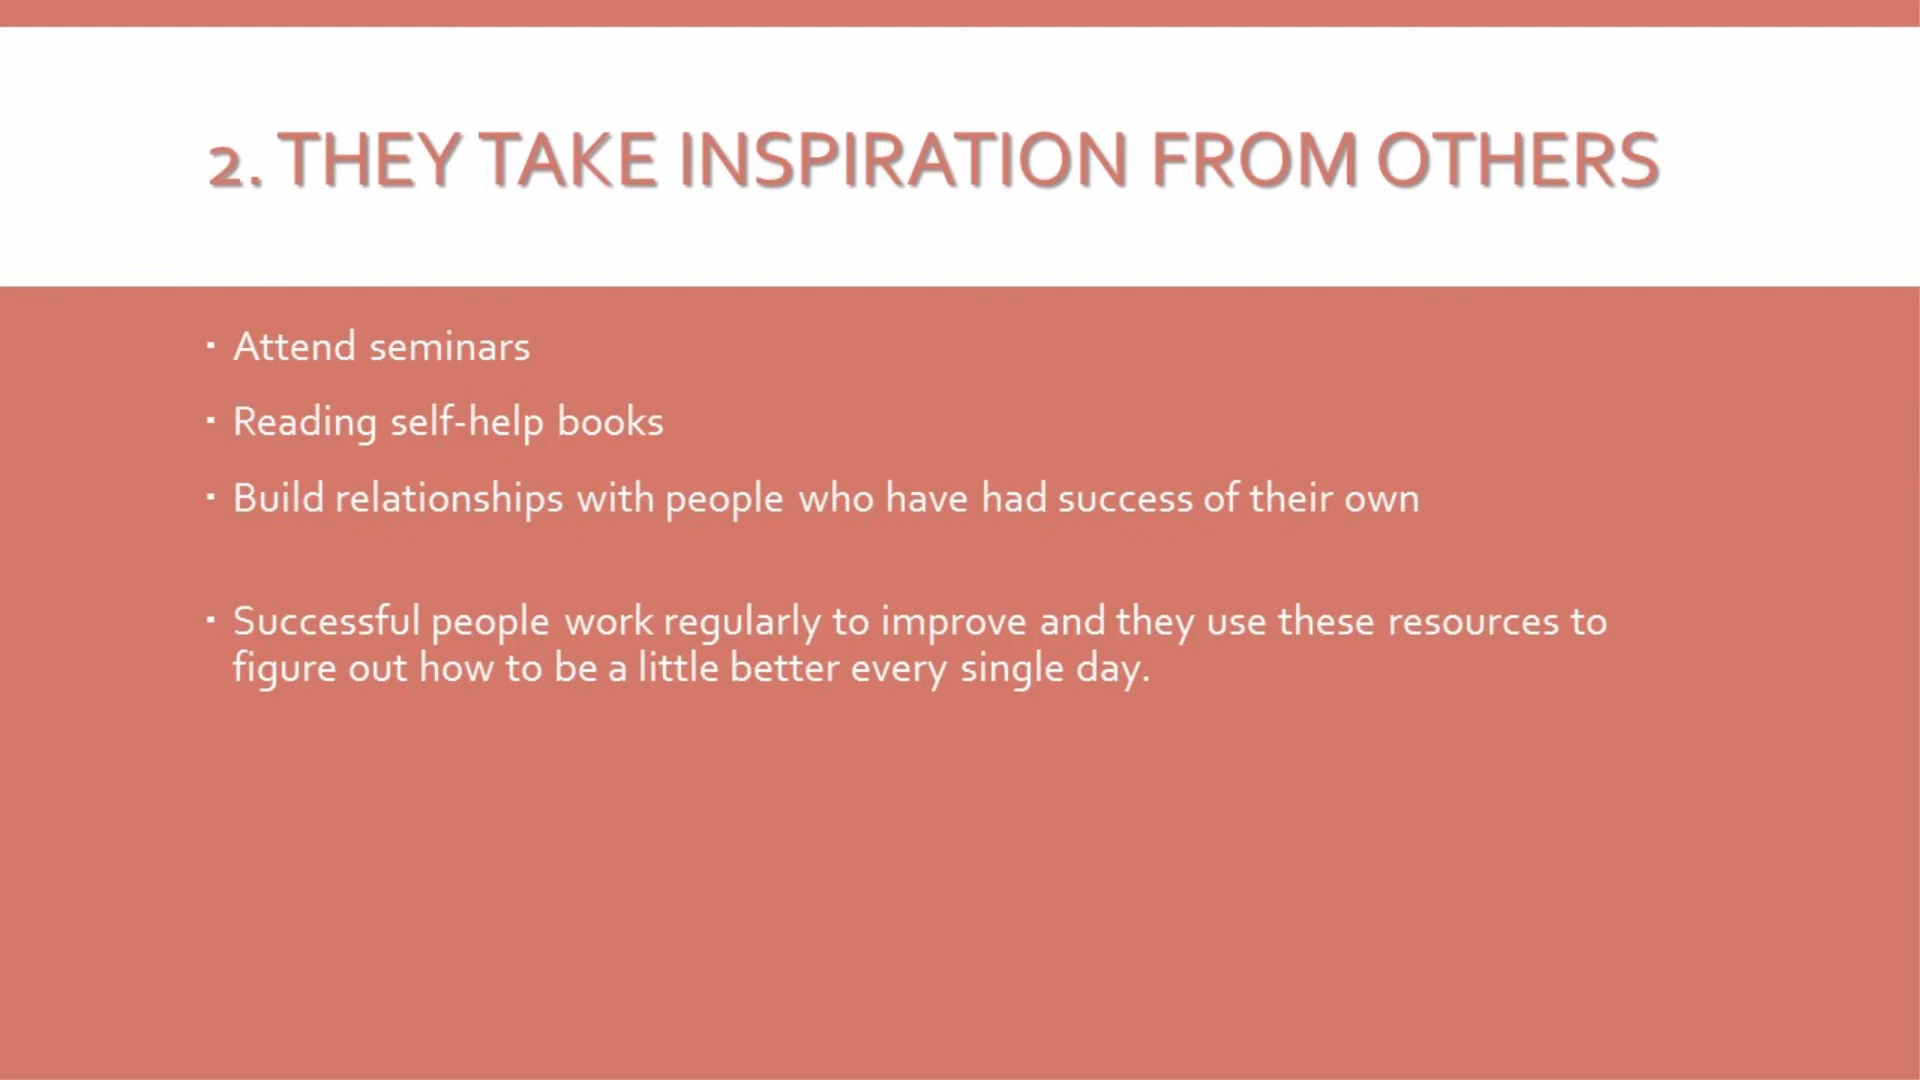 2. THEY TAKE INSPIRATION FROM OTHERS
▪ Attend seminars
▪ Reading self-help books
▪ Build relationships with people who have had success of their own
▪ Successful people work regularly to improve and they use these resources to
figure out how to be a little better every single day.